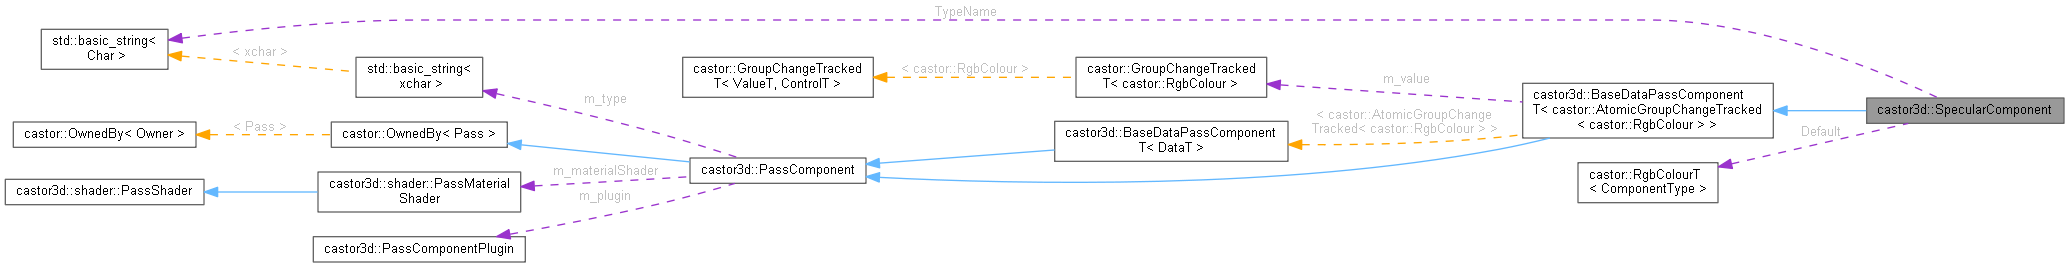 TypeName
std::basic_string<
Char >
< xchar >
std::basic_string<
xchar >
castor::GroupChangeTracked
T< ValueT, ControlT >
< castor::RgbColour >
castor::GroupChangeTracked
T< castor::RgbColour >
m_value
m_type
castor3d::BaseDataPassComponent
T< castor::AtomicGroupChangeTracked
< castor::RgbColour > >
castor3d::SpecularComponent
castor::OwnedBy< Owner >
< Pass >
castor::OwnedBy< Pass >
castor3d::BaseDataPassComponent
T< DataT >
< castor::AtomicGroupChange
Tracked< castor::RgbColour > >
Default
castor3d::PassComponent
m_materialShader
castor3d::shader::PassShader
castor3d::shader::PassMaterial
Shader
m_plugin
castor::RgbColourT
< ComponentType >
castor3d::PassComponentPlugin